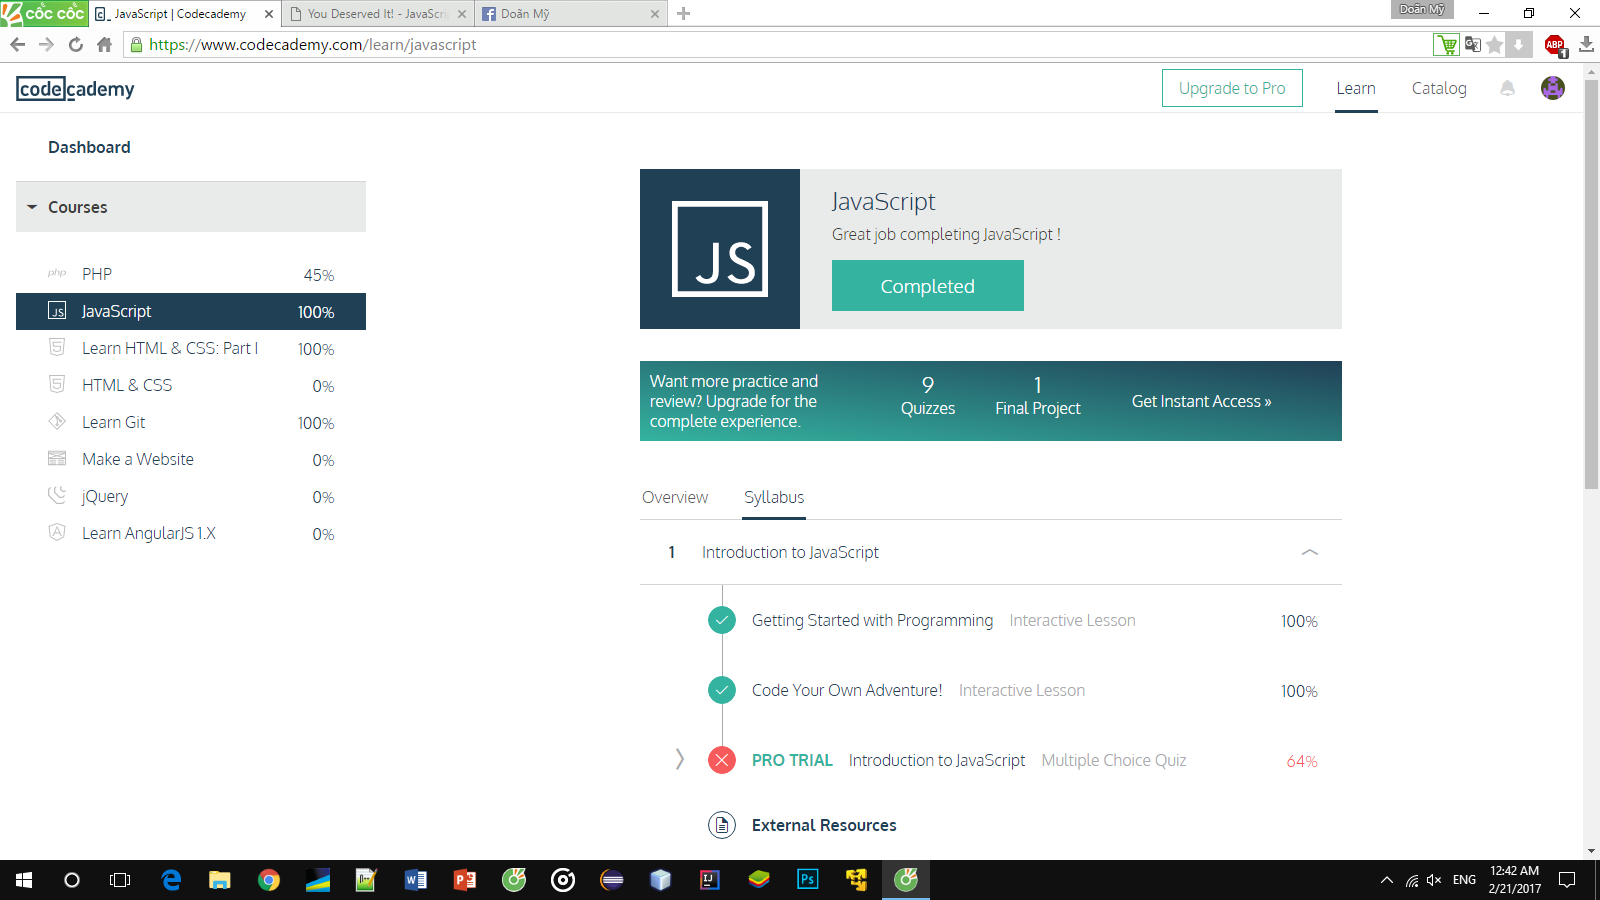 cốc cốc
JavaScript | Codecademy
You Deserved It! - JavaScri
Doãn Mỹ
Doãn Mỹ
https://www.codecademy.com/learn/javascript
ABP
1
codecademy
Upgrade to Pro
Learn
Catalog
Dashboard
Courses
php PHP 45%
JS JavaScript 100%
Learn HTML & CSS: Part I 100%
HTML & CSS 0%
Learn Git 100%
Make a Website 0%
jQuery 0%
Learn AngularJS 1.X 0%
JS
JavaScript
Great job completing JavaScript !
Completed
Want more practice and
review? Upgrade for the
complete experience.
9
Quizzes
1
Final Project
Get Instant Access »
Overview
Syllabus
1 Introduction to JavaScript
Getting Started with Programming Interactive Lesson 100%
Code Your Own Adventure! Interactive Lesson 100%
PRO TRIAL Introduction to JavaScript Multiple Choice Quiz 64%
External Resources
ENG
12:42 AM
2/21/2017